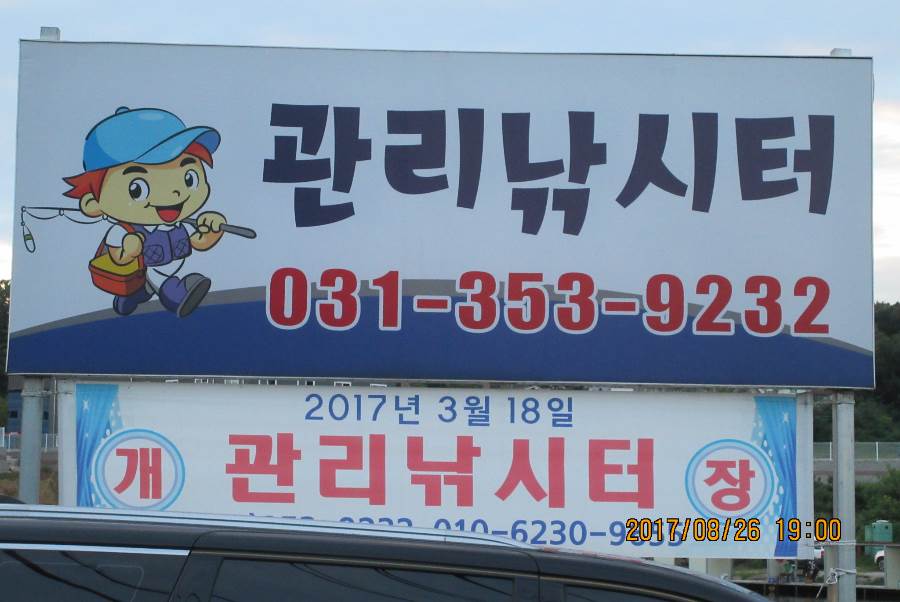 관리낚시터
031-353-9232
2017년 3월 18일
개 관리낚시터 장
010-6230-9
2017/08/26 19:00